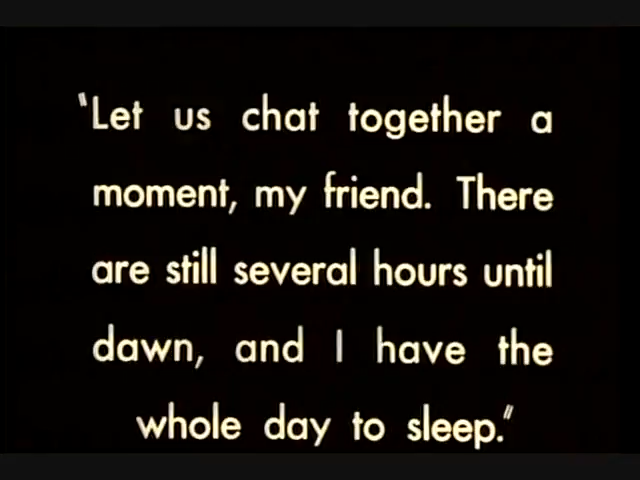 "Let us chat together a
moment, my friend. There
are still several hours until
dawn, and I have the
whole day to sleep."